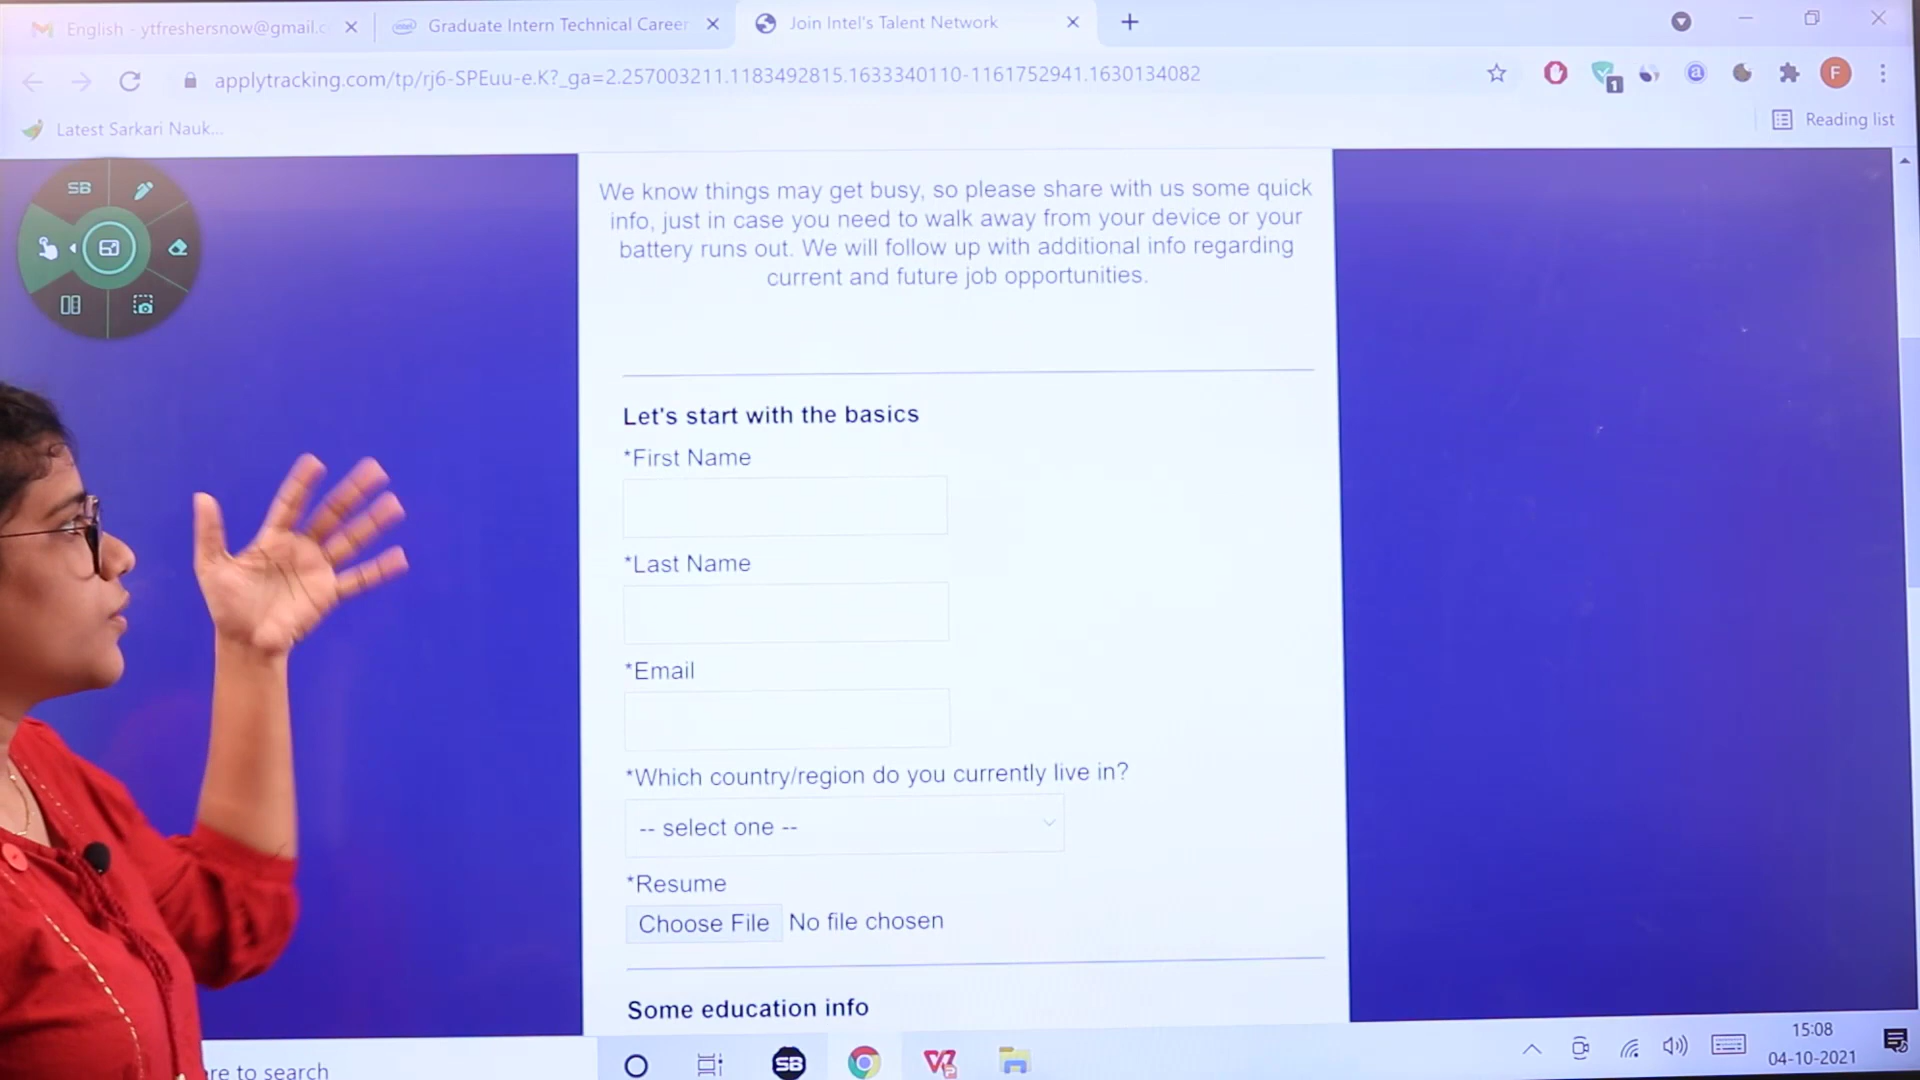 English - ytfreshersnow@gmail.c
Graduate Intern Technical Career
Join Intel's Talent Network
applytracking.com/tp/rj6-SPEuu-e.K?_ga=2.257003211.1183492815.1633340110-1161752941.1630134082
1
a
F
Latest Sarkari Nauk...
Reading list
SB
We know things may get busy, so please share with us some quick
info, just in case you need to walk away from your device or your
battery runs out. We will follow up with additional info regarding
current and future job opportunities.
Let's start with the basics
*First Name
*Last Name
*Email
*Which country/region do you currently live in?
-- select one --
*Resume
Choose File No file chosen
Some education info
re to search
SB
15:08
04-10-2021